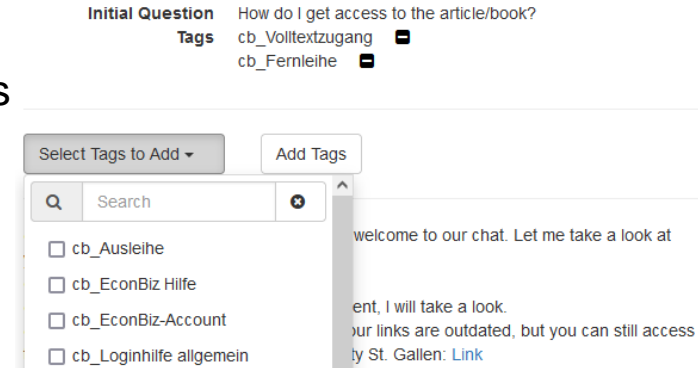 Initial Question How do I get access to the article/book?
Tags cb_Volltextzugang
cb_Fernleihe
s
Select Tags to Add Add Tags
Search
welcome to our chat. Let me take a look at
cb_Ausleihe
cb_EconBiz Hilfe
ent, I will take a look.
cb_EconBiz-Account
our links are outdated, but you can still access
cb_Loginhilfe allgemein
ty St. Gallen: Link